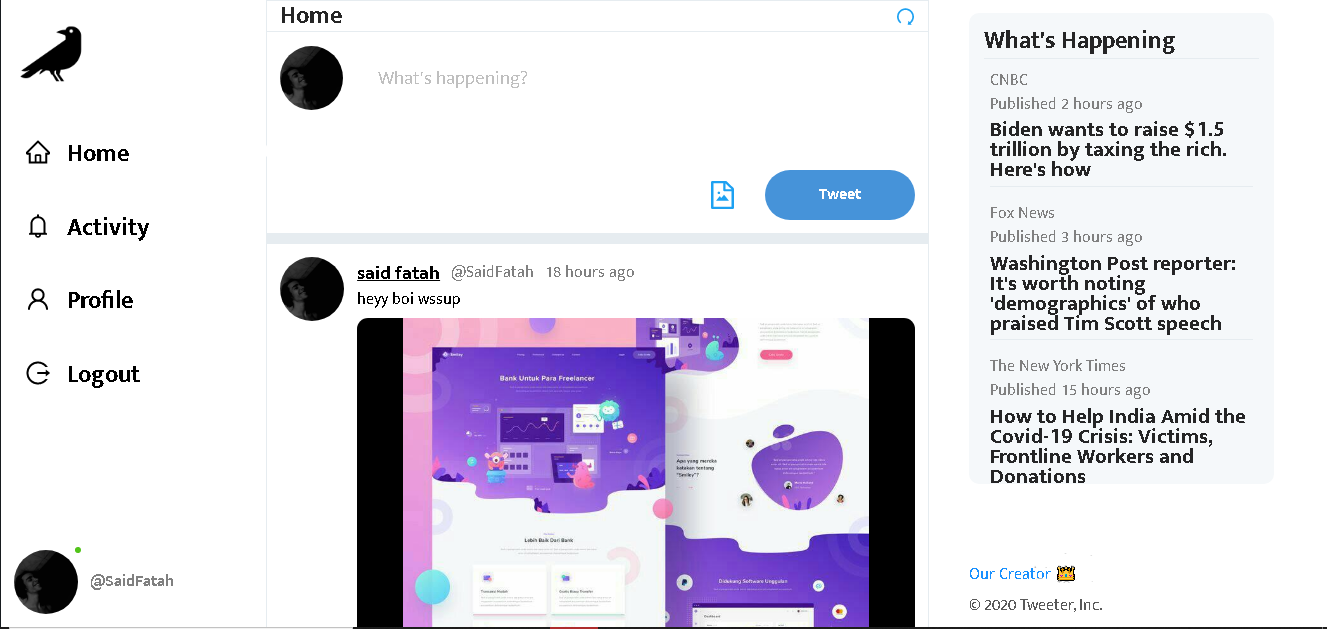 Home
Activity
Profile
Logout
@SaidFatah
Home
What's happening?
Tweet
said fatah @SaidFatah 18 hours ago
heyy boi wssup
Bank Untuk Para Freelancer
Apa yang mereka
katakan tentang
"Smiley"?
Lebih Baik Dari Bank
Didukung Software Unggulan
What's Happening
CNBC
Published 2 hours ago
Biden wants to raise $1.5
trillion by taxing the rich.
Here's how
Fox News
Published 3 hours ago
Washington Post reporter:
It's worth noting
'demographics' of who
praised Tim Scott speech
The New York Times
Published 15 hours ago
How to Help India Amid the
Covid-19 Crisis: Victims,
Frontline Workers and
Donations
Our Creator
© 2020 Tweeter, Inc.